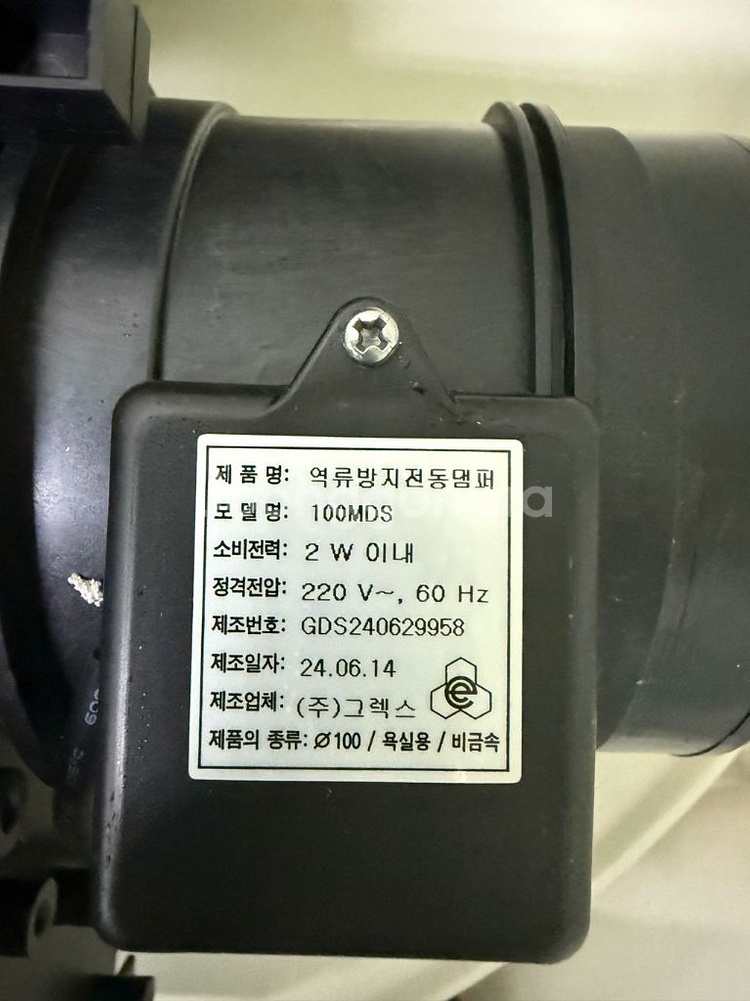 제 품 명: 역류방지전동댐퍼
모 델 명: 100MDS
소비전력: 2 W 이내
정격전압: 220 V~, 60 Hz
제조번호: GDS240629958
제조일자: 24.06.14
제조업체: (주)그렉스
제품의 종류: Ø100 / 욕실용 / 비금속